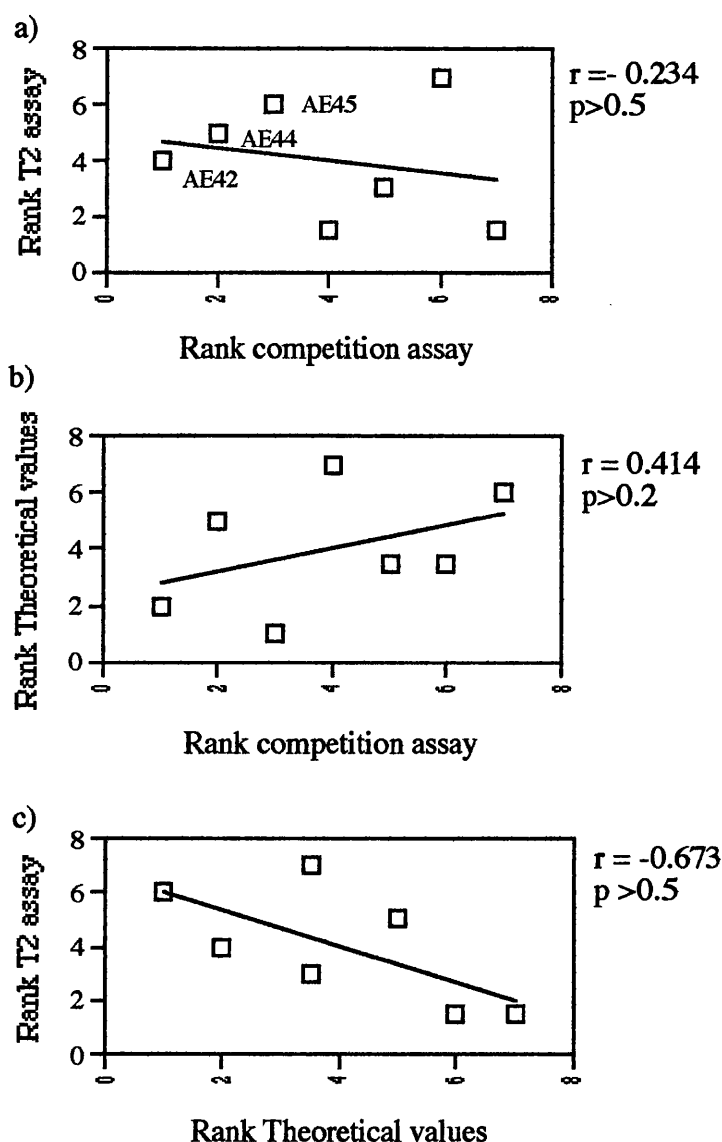 a)
8
6
4
2
0
Rank T2 assay
AE45
AE44
AE42
r =- 0.234
p>0.5
0 2 4 6 8
Rank competition assay
b)
8
6
4
2
0
Rank Theoretical values
r = 0.414
p>0.2
0 2 4 6 8
Rank competition assay
c)
8
6
4
2
0
Rank T2 assay
r = -0.673
p >0.5
0 2 4 6 8
Rank Theoretical values